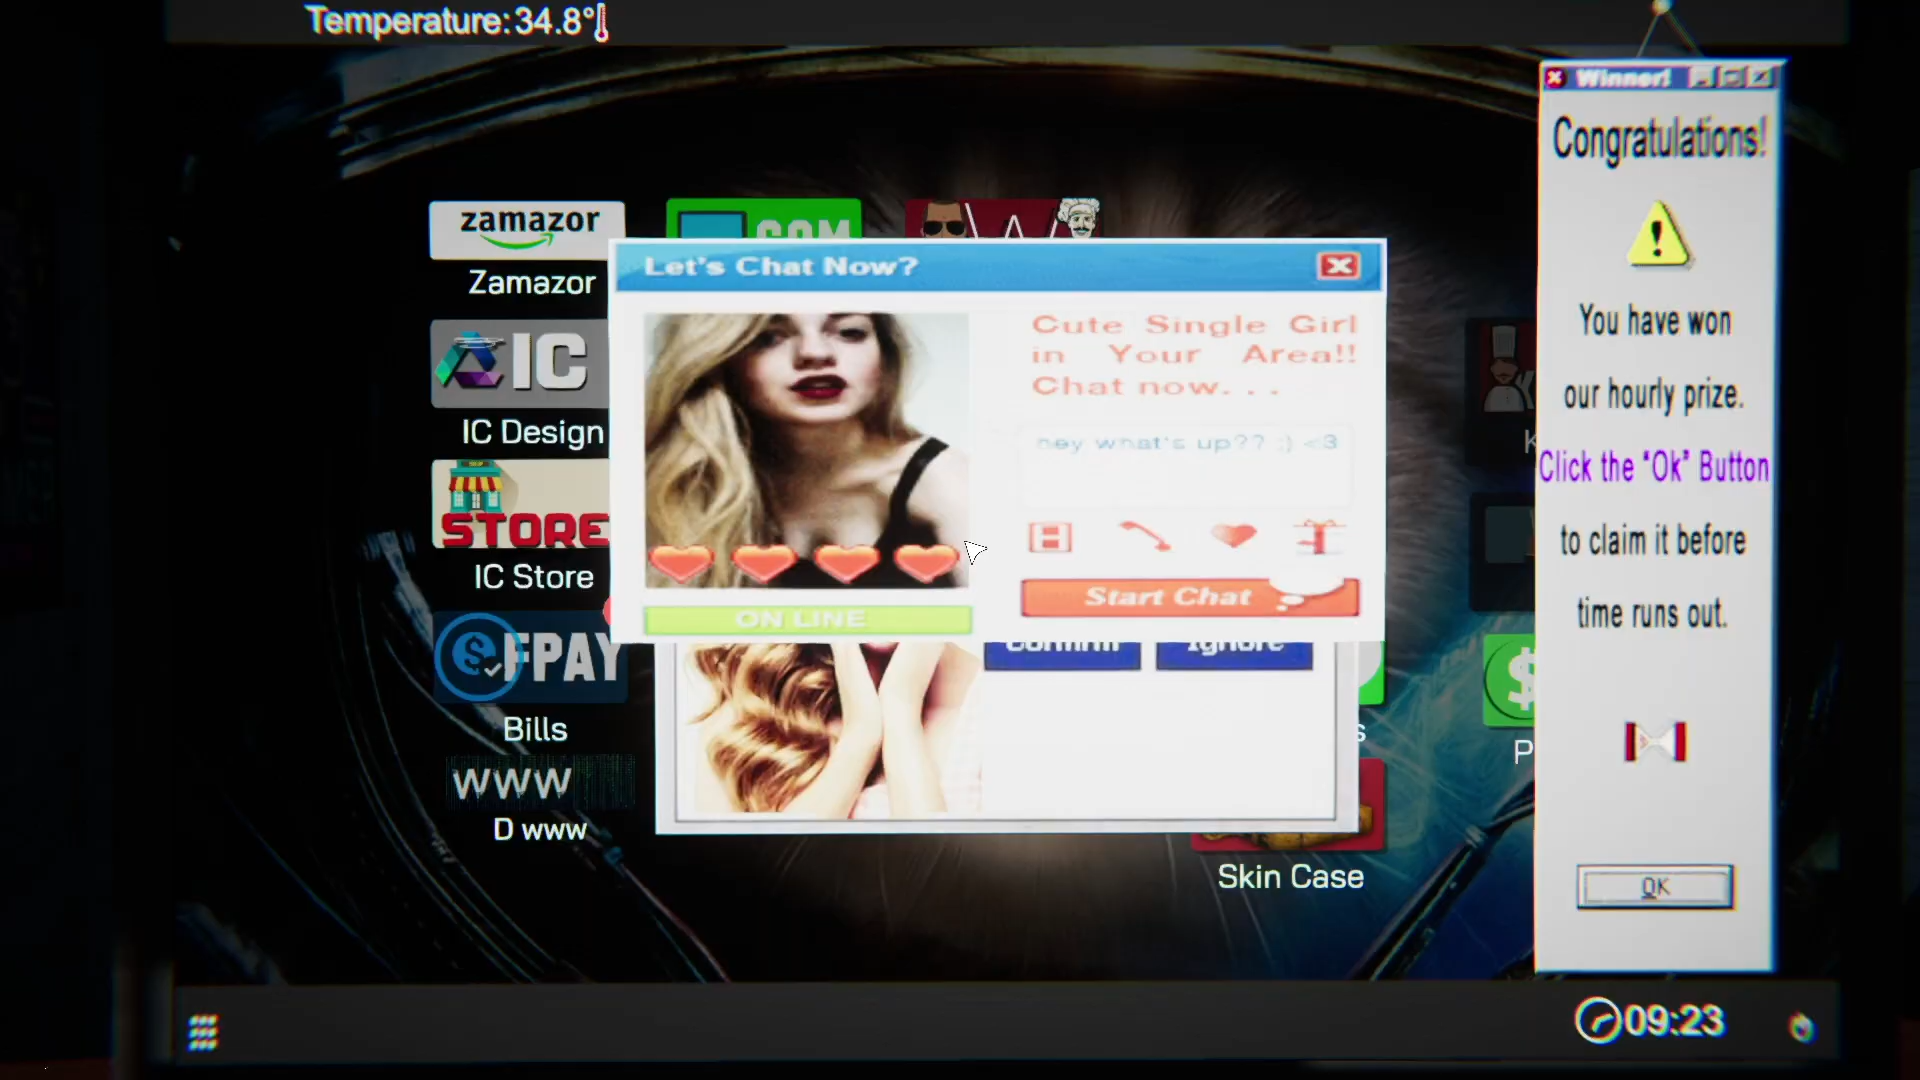 Temperature: 34.8°
Winner!
Congratulations!
You have won
our hourly prize.
Click the "Ok" Button
to claim it before
time runs out.
OK
zamazor
Zamazor
IC
IC Design
STORE
IC Store
FPAY
Bills
WWW
D www
.COM
Let's Chat Now?
Cute Single Girl
in Your Area!!
Chat now. . .
hey what's up?? ;) <3
Start Chat
ON LINE
Confirm
Ignore
Skin Case
09:23